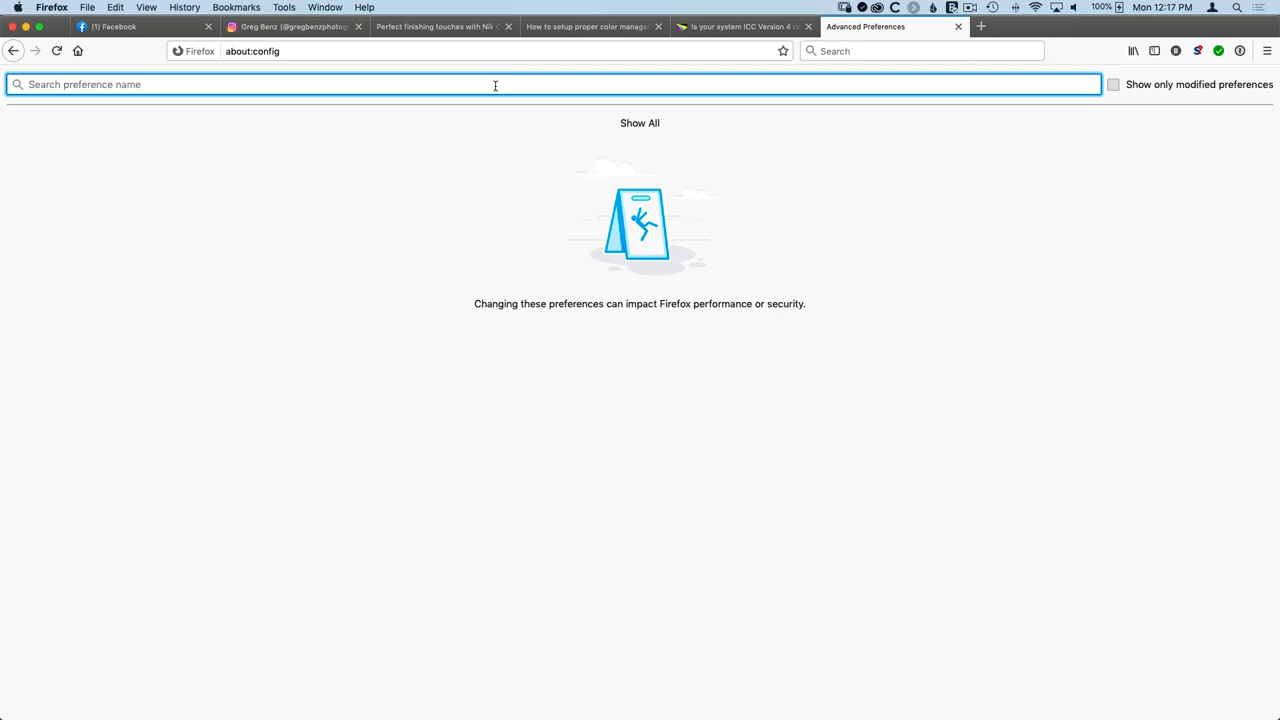 Firefox File Edit View History Bookmarks Tools Window Help 100% Mon 12:17 PM
(1) Facebook Greg Benz (@gregbenzphotog Perfect finishing touches with Nik C How to setup proper color manage Is your system ICC Version 4 re Advanced Preferences
Firefox about:config Search
Search preference name Show only modified preferences
Show All
Changing these preferences can impact Firefox performance or security.